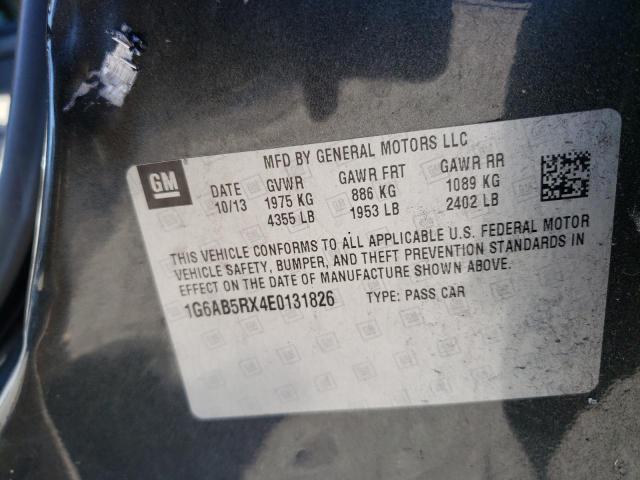 MFD BY GENERAL MOTORS LLC
GM
DATE GVWR GAWR FRT GAWR RR
10/13 1975 KG 886 KG 1089 KG
4355 LB 1953 LB 2402 LB
THIS VEHICLE CONFORMS TO ALL APPLICABLE U.S. FEDERAL MOTOR
VEHICLE SAFETY, BUMPER, AND THEFT PREVENTION STANDARDS IN
EFFECT ON THE DATE OF MANUFACTURE SHOWN ABOVE.
1G6AB5RX4E0131826 TYPE: PASS CAR